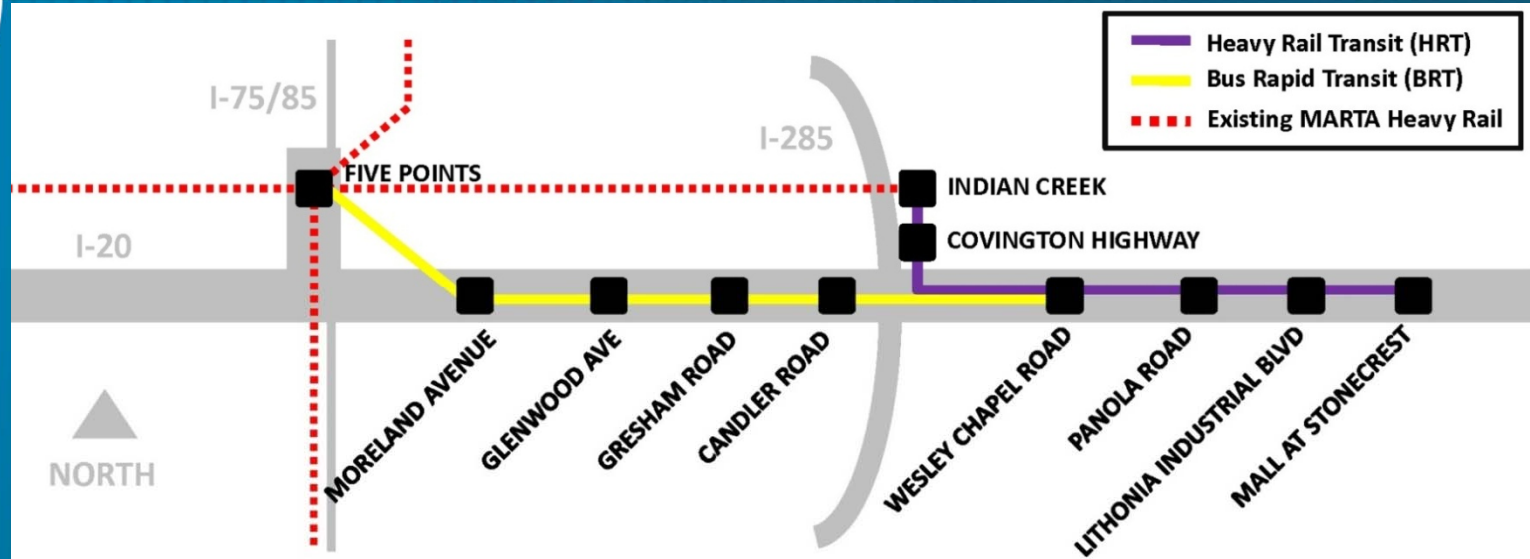 Heavy Rail Transit (HRT)
Bus Rapid Transit (BRT)
Existing MARTA Heavy Rail
I-75/85
I-285
FIVE POINTS
INDIAN CREEK
COVINGTON HIGHWAY
I-20
MORELAND AVENUE
GLENWOOD AVE
GRESHAM ROAD
CANDLER ROAD
WESLEY CHAPEL ROAD
PANOLA ROAD
LITHONIA INDUSTRIAL BLVD
MALL AT STONECREST
NORTH